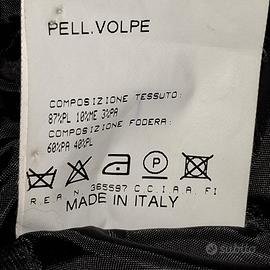 PELL.VOLPE
COMPOSIZIONE TESSUTO:
87%PL 10%ME 3%PA
COMPOSIZIONE FODERA:
60%PA 40%PL
P
R.E.A N. 365597 C.C.I.A.A. FI
MADE IN ITALY
subito